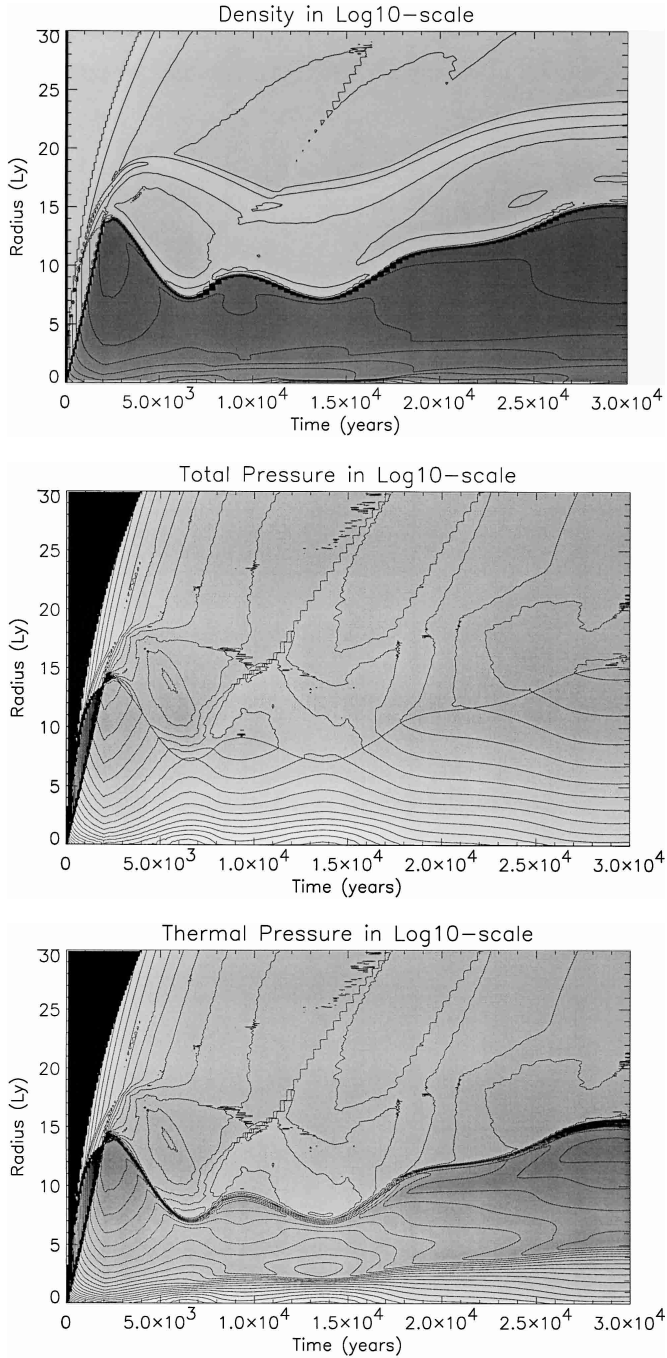 Density in Log10-scale
30
25
20
15
10
5
0
Radius (Ly)
0 5.0×10³ 1.0×10⁴ 1.5×10⁴ 2.0×10⁴ 2.5×10⁴ 3.0×10⁴
Time (years)
Total Pressure in Log10-scale
30
25
20
15
10
5
0
Radius (Ly)
0 5.0×10³ 1.0×10⁴ 1.5×10⁴ 2.0×10⁴ 2.5×10⁴ 3.0×10⁴
Time (years)
Thermal Pressure in Log10-scale
30
25
20
15
10
5
0
Radius (Ly)
0 5.0×10³ 1.0×10⁴ 1.5×10⁴ 2.0×10⁴ 2.5×10⁴ 3.0×10⁴
Time (years)